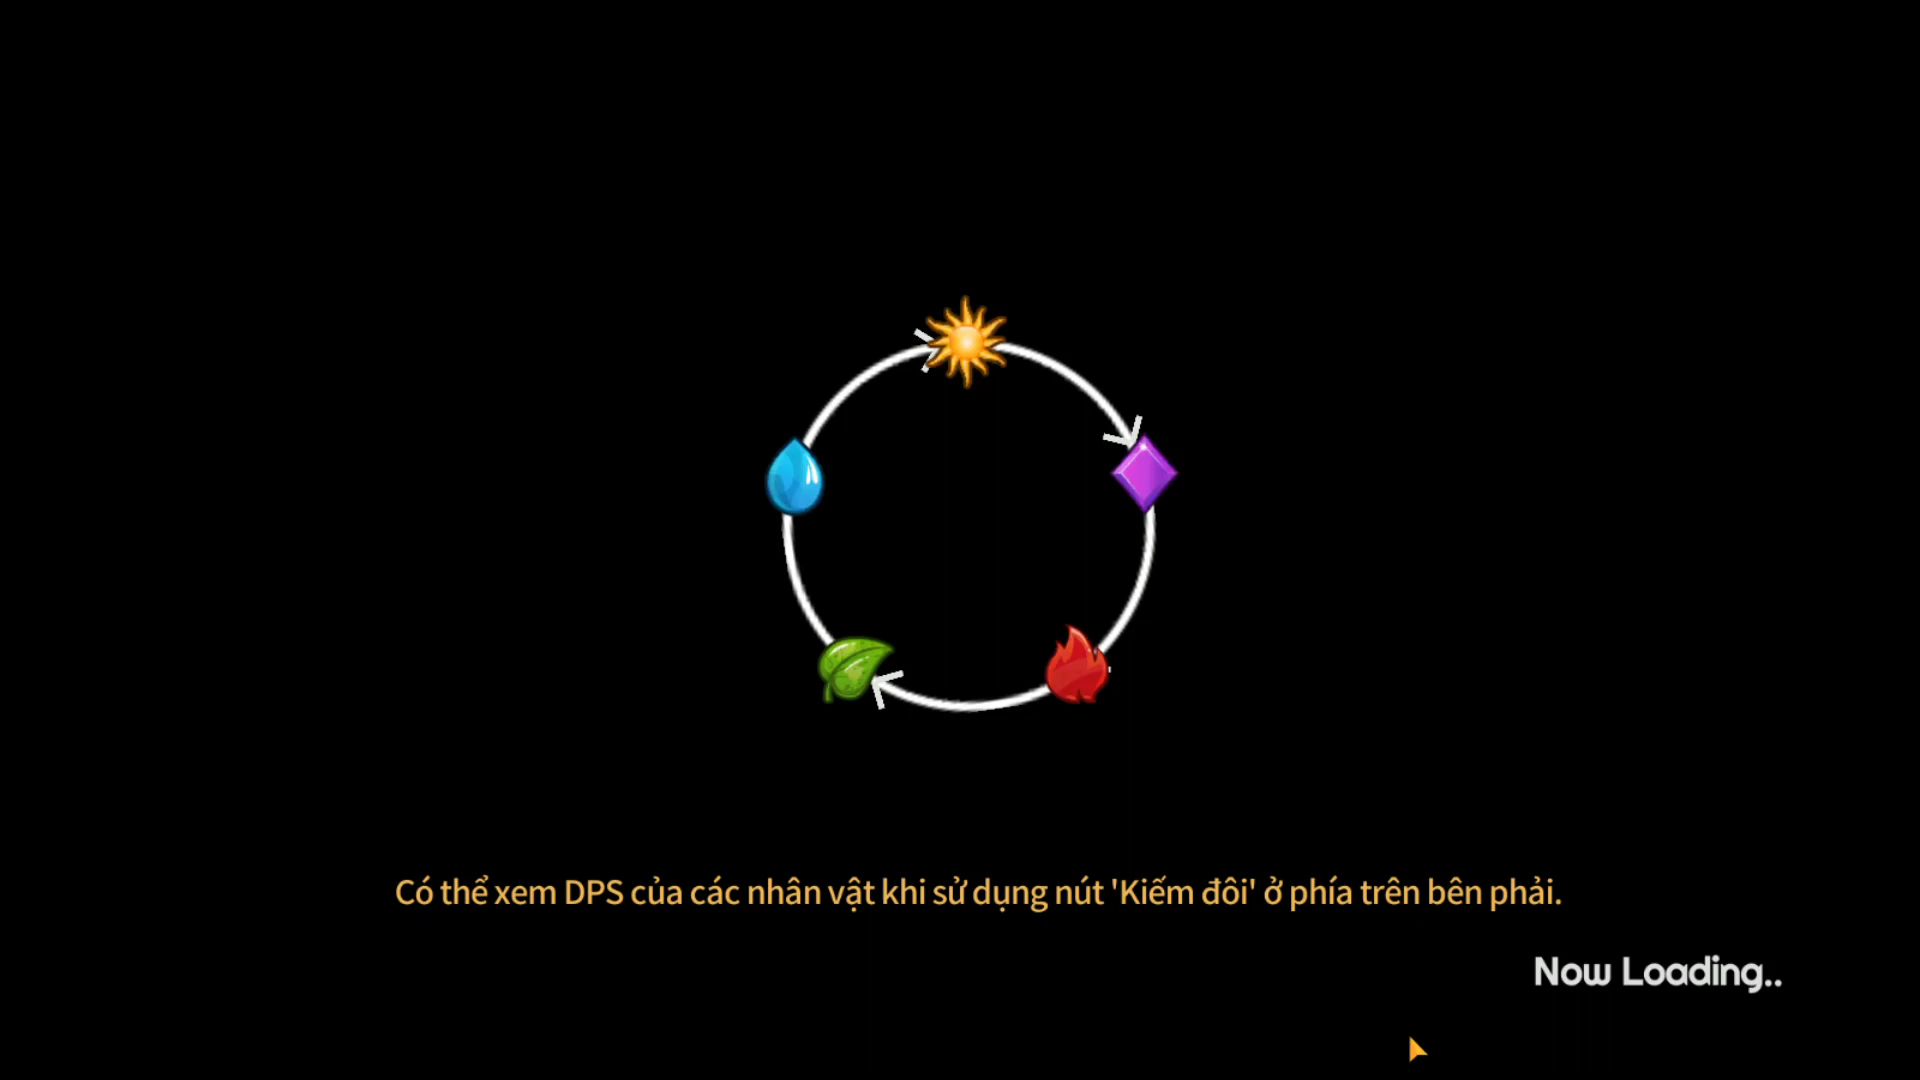 Có thể xem DPS của các nhân vật khi sử dụng nút 'Kiếm đôi' ở phía trên bên phải.
Now Loading..